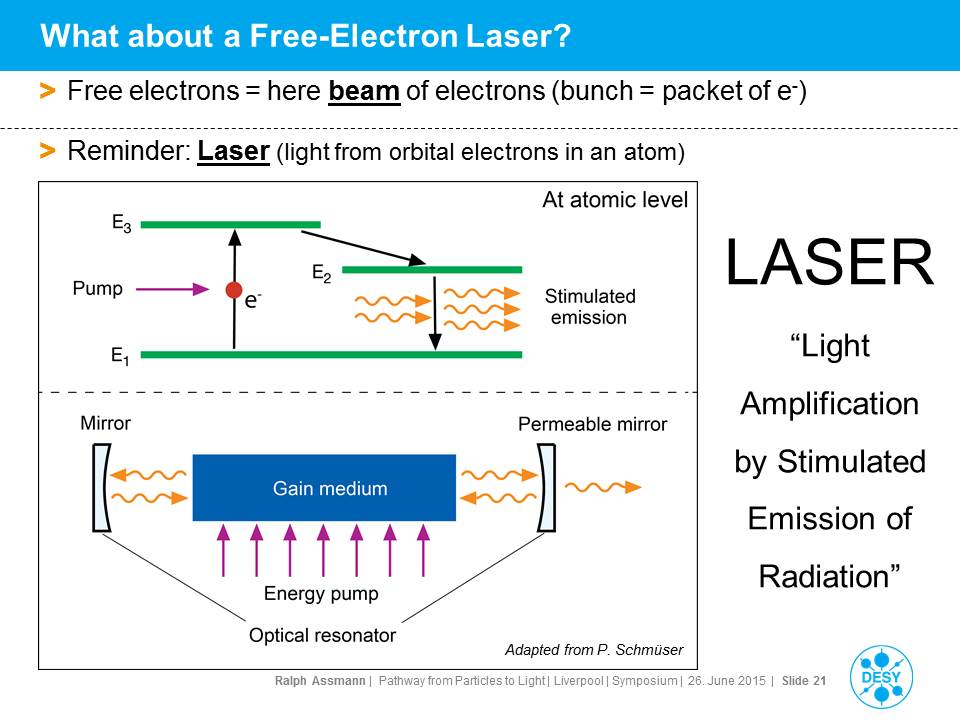 What about a Free-Electron Laser?
> Free electrons = here beam of electrons (bunch = packet of e-)
> Reminder: Laser (light from orbital electrons in an atom)
At atomic level
E3
E2
Pump
e-
Stimulated
emission
E1
Mirror
Permeable mirror
Gain medium
Energy pump
Optical resonator
Adapted from P. Schmüser
LASER
“Light
Amplification
by Stimulated
Emission of
Radiation”
Ralph Assmann | Pathway from Particles to Light | Liverpool | Symposium | 26. June 2015 | Slide 21
DESY